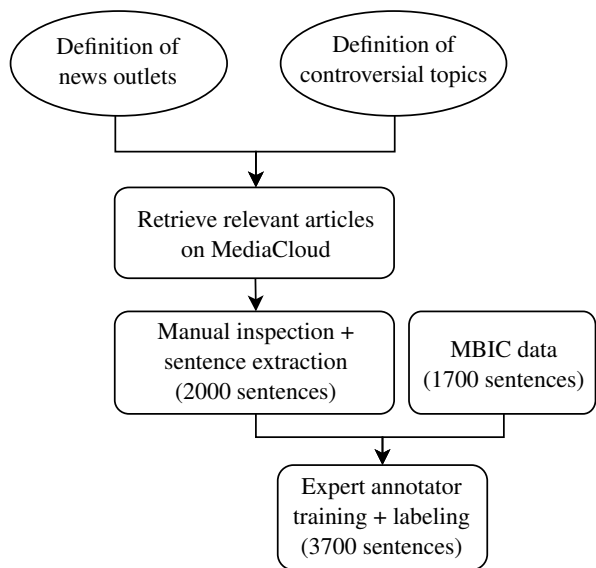 Definition of
news outlets
Definition of
controversial topics
Retrieve relevant articles
on MediaCloud
Manual inspection +
sentence extraction
(2000 sentences)
MBIC data
(1700 sentences)
Expert annotator
training + labeling
(3700 sentences)